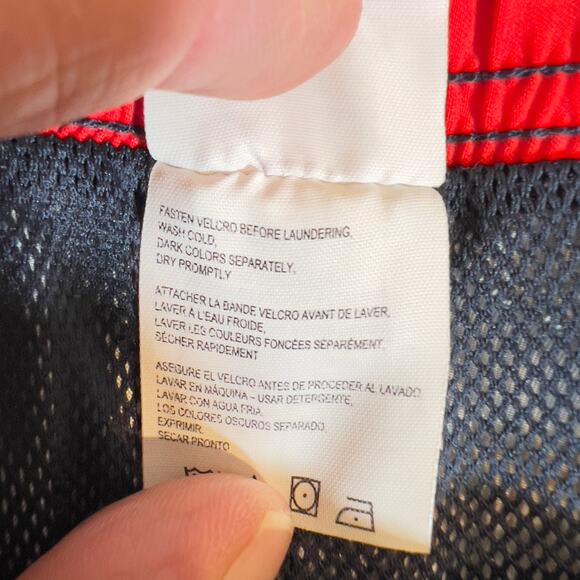 FASTEN VELCRO BEFORE LAUNDERING,
WASH COLD,
DARK COLORS SEPARATELY,
DRY PROMPTLY
ATTACHER LA BANDE VELCRO AVANT DE LAVER,
LAVER À L'EAU FROIDE,
LAVER LES COULEURS FONCÉES SÉPARÉMENT.
SÉCHER RAPIDEMENT
ASEGURE EL VELCRO ANTES DE PROCEDER AL LAVADO.
LAVAR EN MÁQUINA - USAR DETERGENTE,
LAVAR CON AGUA FRIA,
LOS COLORES OSCUROS SEPARADO,
EXPRIMIR.
SECAR PRONTO